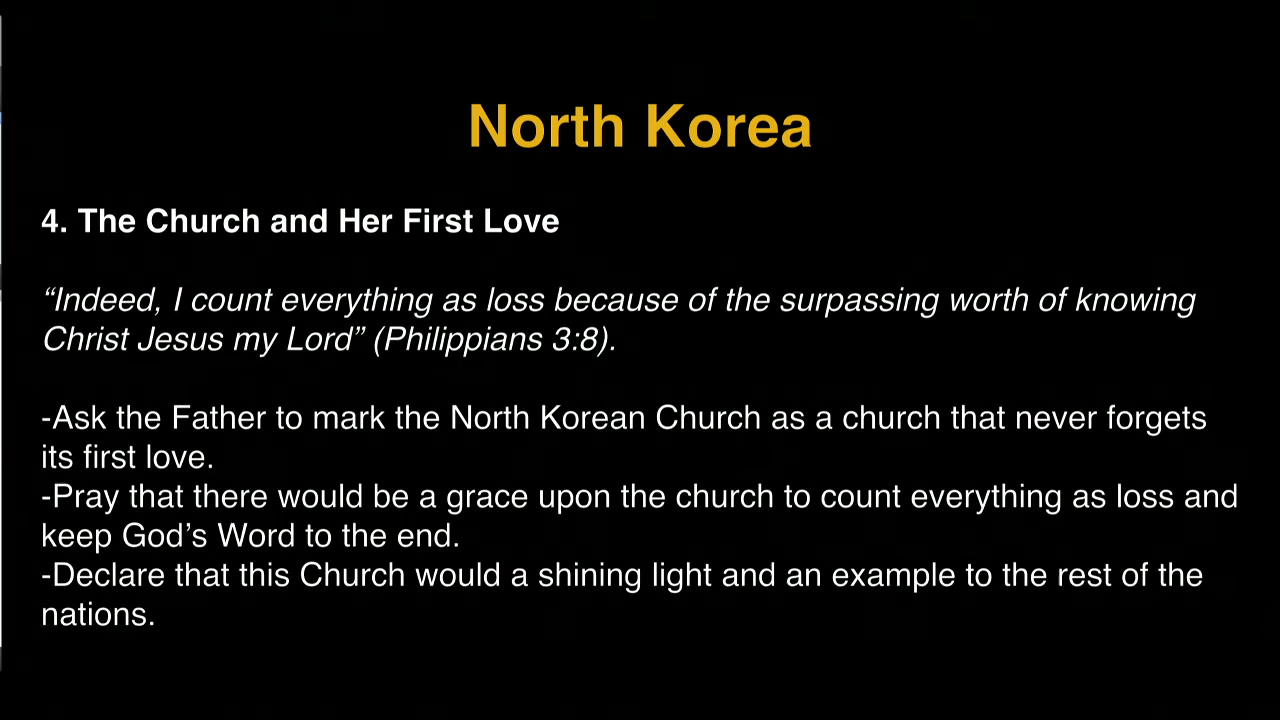 North Korea
4. The Church and Her First Love
“Indeed, I count everything as loss because of the surpassing worth of knowing
Christ Jesus my Lord” (Philippians 3:8).
-Ask the Father to mark the North Korean Church as a church that never forgets
its first love.
-Pray that there would be a grace upon the church to count everything as loss and
keep God’s Word to the end.
-Declare that this Church would a shining light and an example to the rest of the
nations.